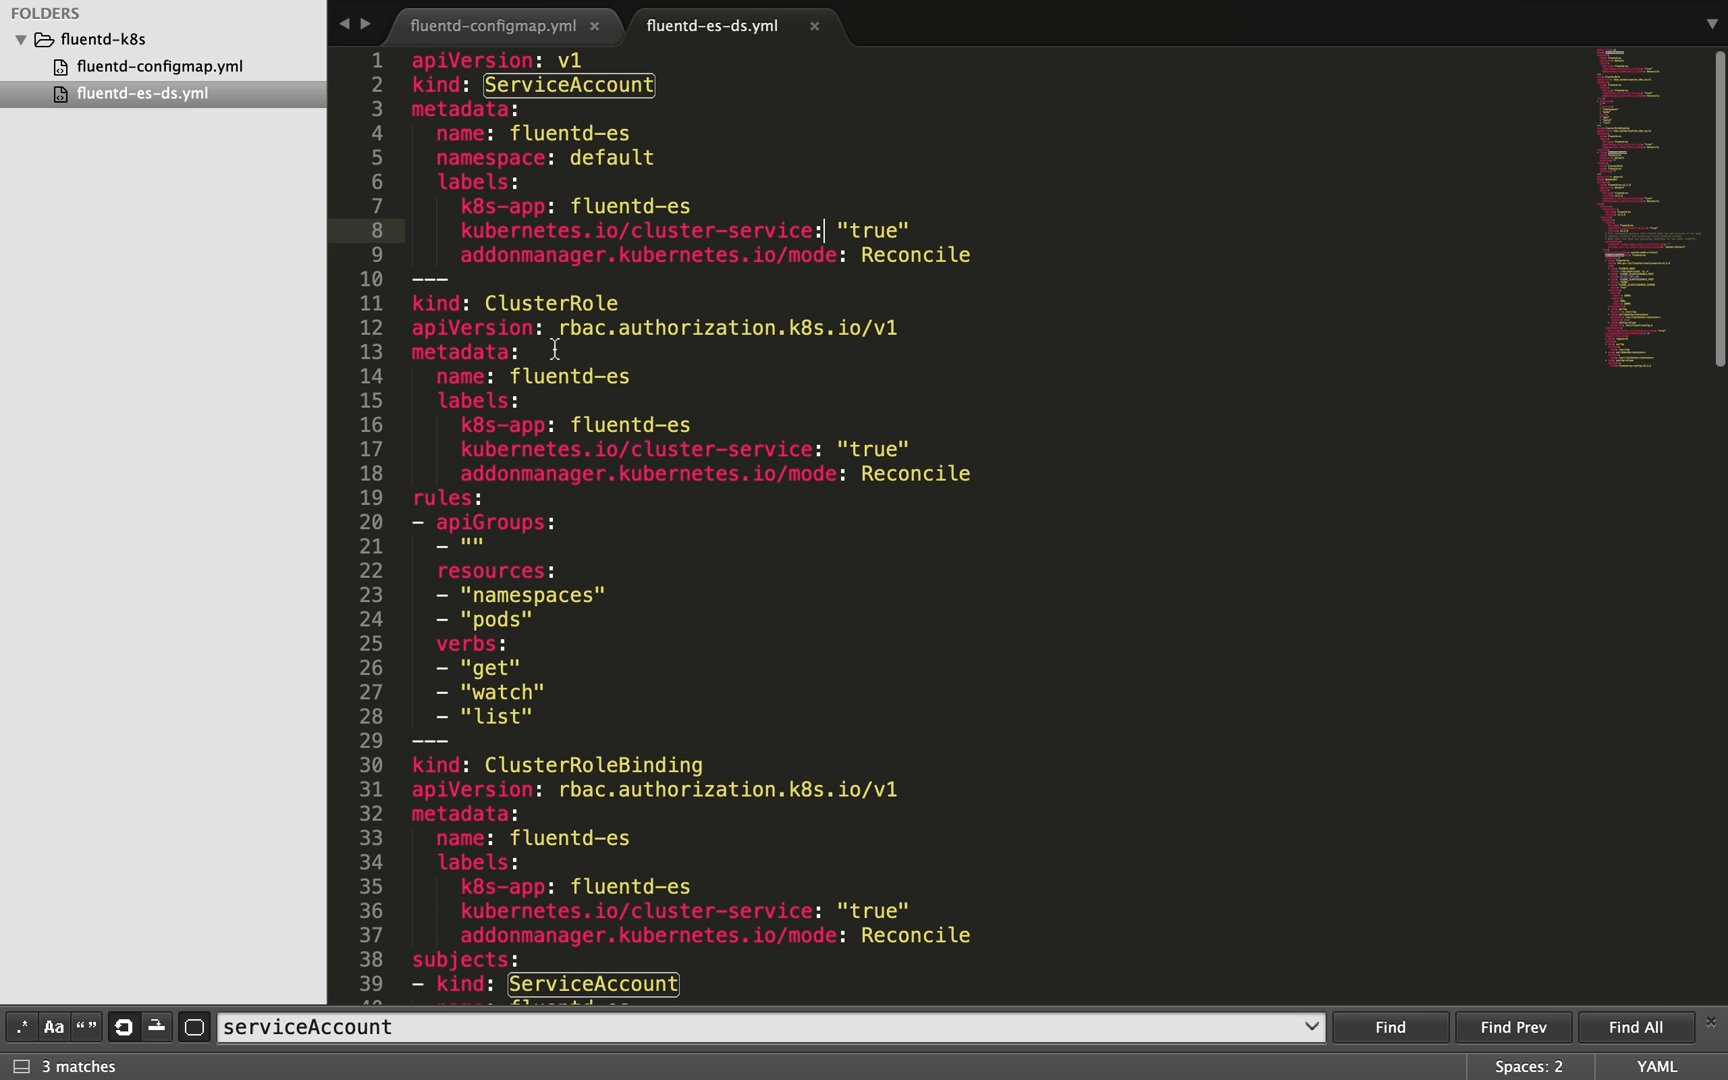 FOLDERS
fluentd-k8s
fluentd-configmap.yml
fluentd-es-ds.yml
fluentd-configmap.yml ×
fluentd-es-ds.yml ×
1 apiVersion: v1
2 kind: ServiceAccount
3 metadata:
4 name: fluentd-es
5 namespace: default
6 labels:
7 k8s-app: fluentd-es
8 kubernetes.io/cluster-service: "true"
9 addonmanager.kubernetes.io/mode: Reconcile
10 ---
11 kind: ClusterRole
12 apiVersion: rbac.authorization.k8s.io/v1
13 metadata:
14 name: fluentd-es
15 labels:
16 k8s-app: fluentd-es
17 kubernetes.io/cluster-service: "true"
18 addonmanager.kubernetes.io/mode: Reconcile
19 rules:
20 - apiGroups:
21 - ""
22 resources:
23 - "namespaces"
24 - "pods"
25 verbs:
26 - "get"
27 - "watch"
28 - "list"
29 ---
30 kind: ClusterRoleBinding
31 apiVersion: rbac.authorization.k8s.io/v1
32 metadata:
33 name: fluentd-es
34 labels:
35 k8s-app: fluentd-es
36 kubernetes.io/cluster-service: "true"
37 addonmanager.kubernetes.io/mode: Reconcile
38 subjects:
39 - kind: ServiceAccount
.* Aa “” serviceAccount Find Find Prev Find All ×
3 matches Spaces: 2 YAML